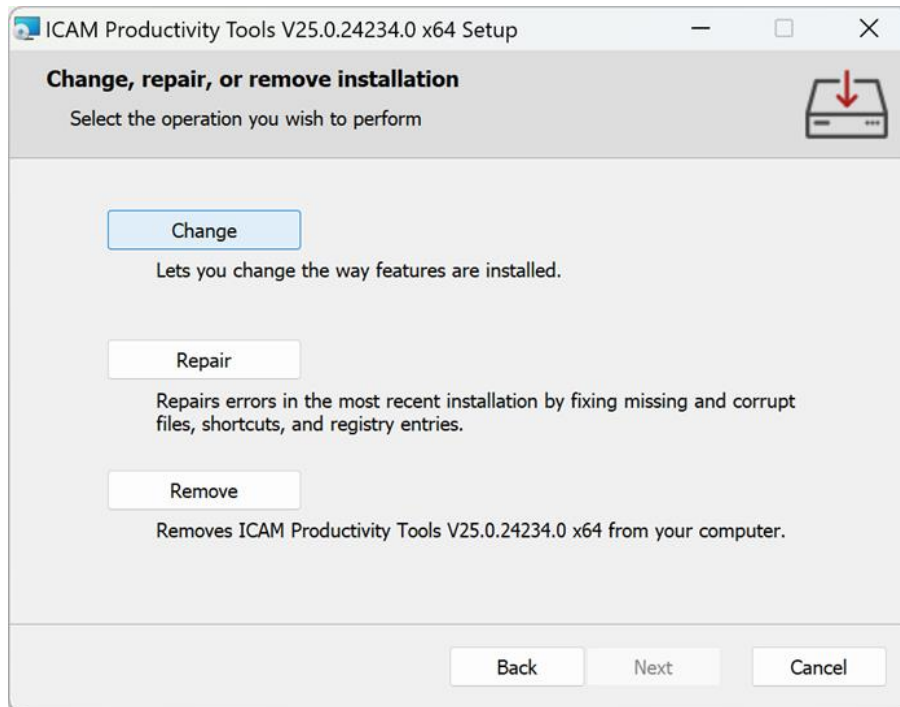 ICAM Productivity Tools V25.0.24234.0 x64 Setup
Change, repair, or remove installation
Select the operation you wish to perform
Change
Lets you change the way features are installed.
Repair
Repairs errors in the most recent installation by fixing missing and corrupt
files, shortcuts, and registry entries.
Remove
Removes ICAM Productivity Tools V25.0.24234.0 x64 from your computer.
Back Next Cancel